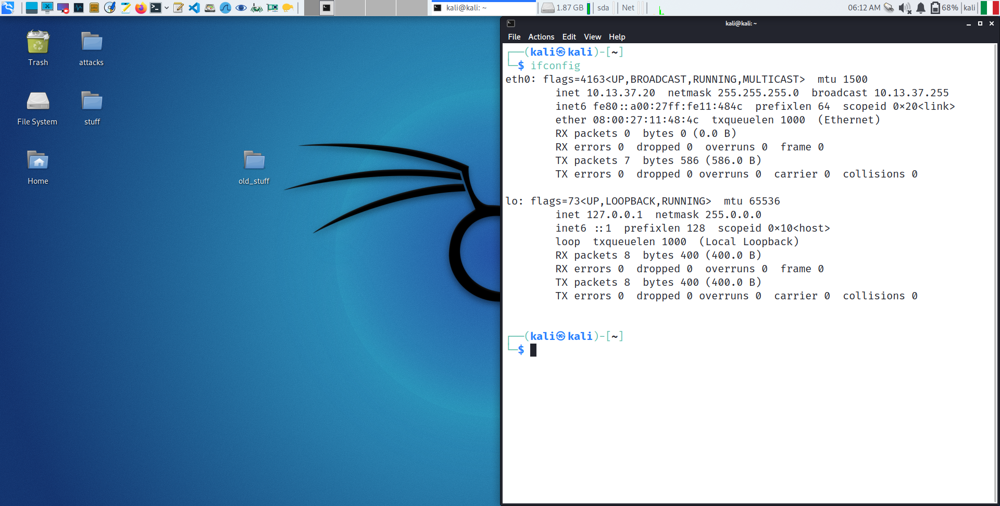 kali@kali: ~
1.87 GB
sda
Net
06:12 AM
68%
kali
Trash
attacks
File System
stuff
Home
old_stuff
kali@kali: ~
File Actions Edit View Help
┌──(kali㉿kali)-[~]
└─$ ifconfig
eth0: flags=4163<UP,BROADCAST,RUNNING,MULTICAST>  mtu 1500
        inet 10.13.37.20  netmask 255.255.255.0  broadcast 10.13.37.255
        inet6 fe80::a00:27ff:fe11:484c  prefixlen 64  scopeid 0×20<link>
        ether 08:00:27:11:48:4c  txqueuelen 1000  (Ethernet)
        RX packets 0  bytes 0 (0.0 B)
        RX errors 0  dropped 0  overruns 0  frame 0
        TX packets 7  bytes 586 (586.0 B)
        TX errors 0  dropped 0 overruns 0  carrier 0  collisions 0
lo: flags=73<UP,LOOPBACK,RUNNING>  mtu 65536
        inet 127.0.0.1  netmask 255.0.0.0
        inet6 ::1  prefixlen 128  scopeid 0×10<host>
        loop  txqueuelen 1000  (Local Loopback)
        RX packets 8  bytes 400 (400.0 B)
        RX errors 0  dropped 0  overruns 0  frame 0
        TX packets 8  bytes 400 (400.0 B)
        TX errors 0  dropped 0 overruns 0  carrier 0  collisions 0
┌──(kali㉿kali)-[~]
└─$